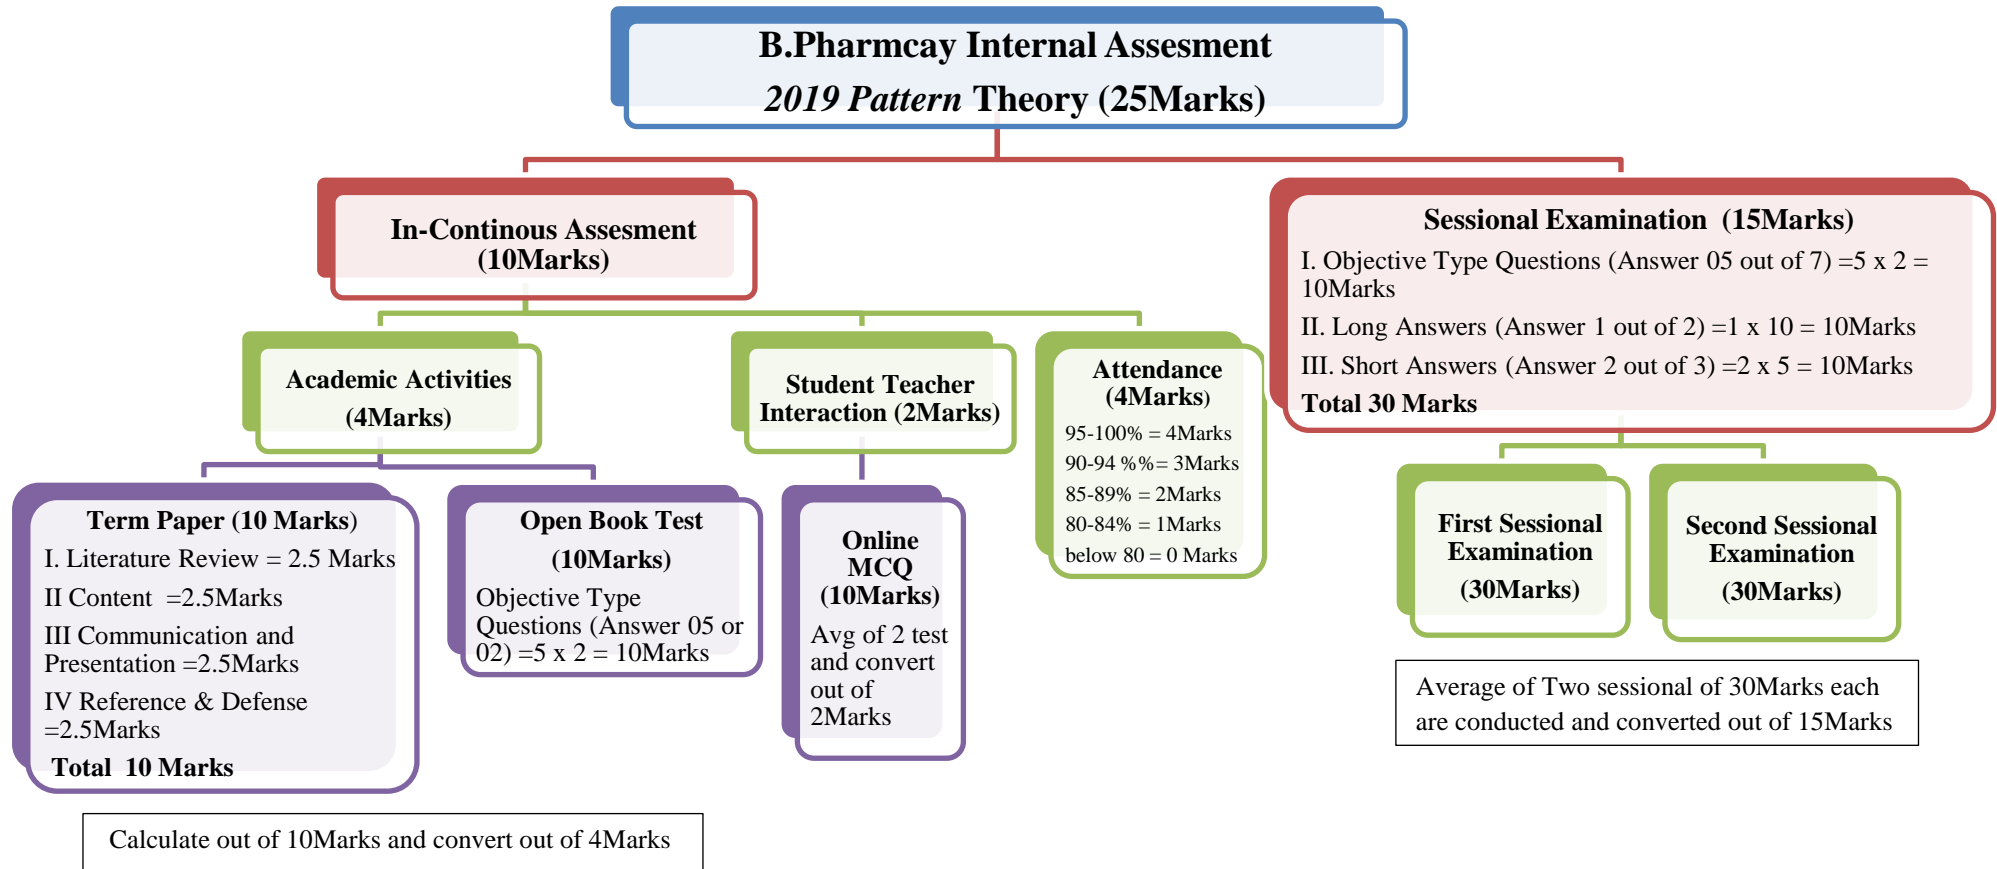 B.Pharmcay Internal Assesment
2019 Pattern Theory (25Marks)
In-Continous Assesment
(10Marks)
Sessional Examination (15Marks)
I. Objective Type Questions (Answer 05 out of 7) =5 x 2 =
10Marks
II. Long Answers (Answer 1 out of 2) =1 x 10 = 10Marks
III. Short Answers (Answer 2 out of 3) =2 x 5 = 10Marks
Total 30 Marks
Academic Activities
(4Marks)
Student Teacher
Interaction (2Marks)
Attendance
(4Marks)
95-100% = 4Marks
90-94 %%= 3Marks
85-89% = 2Marks
80-84% = 1Marks
below 80 = 0 Marks
Term Paper (10 Marks)
I. Literature Review = 2.5 Marks
II Content =2.5Marks
III Communication and
Presentation =2.5Marks
IV Reference & Defense
=2.5Marks
Total 10 Marks
Open Book Test
(10Marks)
Objective Type
Questions (Answer 05 or
02) =5 x 2 = 10Marks
Online
MCQ
(10Marks)
Avg of 2 test
and convert
out of
2Marks
First Sessional
Examination
(30Marks)
Second Sessional
Examination
(30Marks)
Average of Two sessional of 30Marks each
are conducted and converted out of 15Marks
Calculate out of 10Marks and convert out of 4Marks